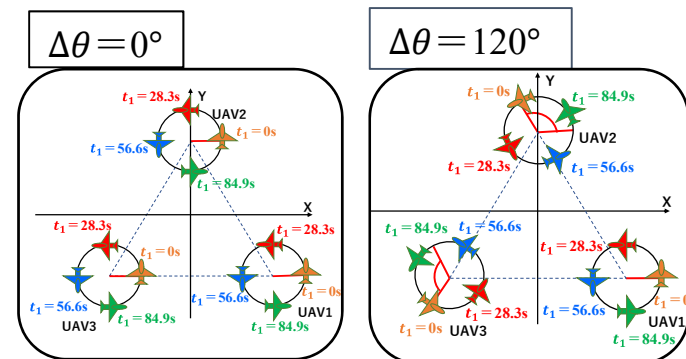 Δθ＝0°
Y
t₁＝28.3s
UAV2
t₁＝0s
t₁＝56.6s
t₁＝84.9s
X
t₁＝28.3s
t₁＝28.3s
t₁＝0s
t₁＝0s
t₁＝56.6s
t₁＝56.6s
UAV3
t₁＝84.9s
UAV1
t₁＝84.9s
Δθ＝120°
Y
t₁＝0s
t₁＝84.9s
UAV2
t₁＝28.3s
t₁＝56.6s
X
t₁＝84.9s
t₁＝56.6s
t₁＝28.3s
t₁＝56.6s
t₁＝0
t₁＝28.3s
t₁＝0s
UAV3
UAV1
t₁＝84.9s